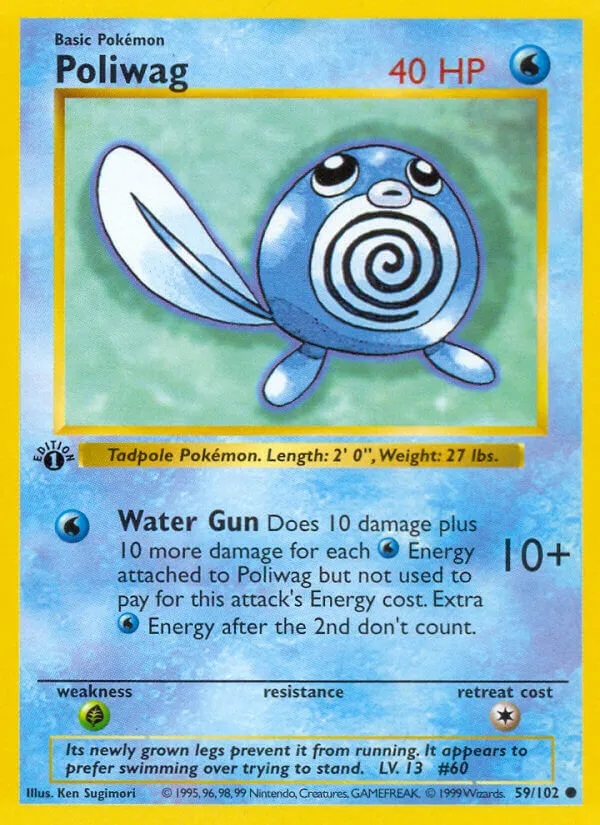 Basic Pokémon
Poliwag
40 HP
EDITION
1
Tadpole Pokémon. Length: 2' 0", Weight: 27 lbs.
Water Gun Does 10 damage plus
10 more damage for each Energy
attached to Poliwag but not used to
pay for this attack's Energy cost. Extra
Energy after the 2nd don't count.
10+
weakness resistance retreat cost
Its newly grown legs prevent it from running. It appears to
prefer swimming over trying to stand. LV. 13 #60
Illus. Ken Sugimori © 1995, 96, 98, 99 Nintendo, Creatures, GAMEFREAK. © 1999 Wizards. 59/102